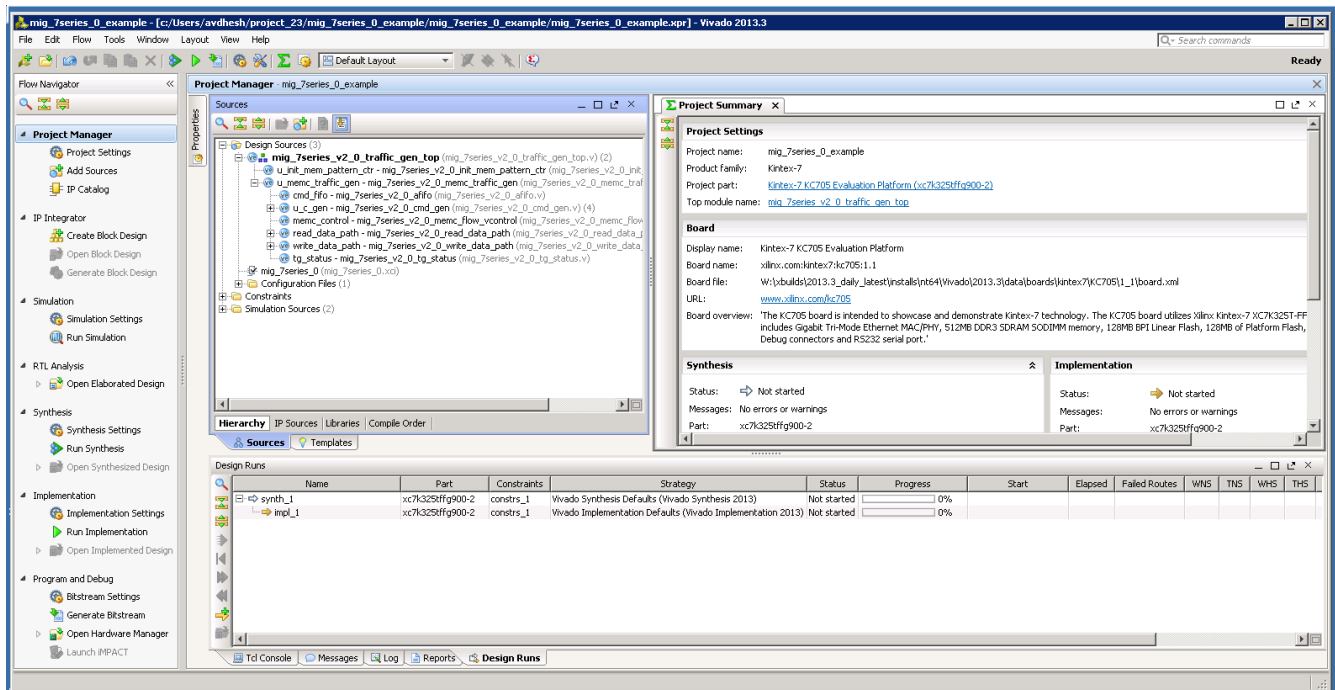 mig_7series_0_example - [c:/Users/avdhesh/project_23/mig_7series_0_example/mig_7series_0_example/mig_7series_0_example.xpr] - Vivado 2013.3
File Edit Flow Tools Window Layout View Help
Search commands
Default Layout
Ready
Flow Navigator
Project Manager
Project Settings
Add Sources
IP Catalog
IP Integrator
Create Block Design
Open Block Design
Generate Block Design
Simulation
Simulation Settings
Run Simulation
RTL Analysis
Open Elaborated Design
Synthesis
Synthesis Settings
Run Synthesis
Open Synthesized Design
Implementation
Implementation Settings
Run Implementation
Open Implemented Design
Program and Debug
Bitstream Settings
Generate Bitstream
Open Hardware Manager
Launch iMPACT
Project Manager - mig_7series_0_example
Properties
Sources
Design Sources (3)
mig_7series_v2_0_traffic_gen_top (mig_7series_v2_0_traffic_gen_top.v) (2)
u_init_mem_pattern_ctr - mig_7series_v2_0_init_mem_pattern_ctr (mig_7series_v2_0_init
u_memc_traffic_gen - mig_7series_v2_0_memc_traffic_gen (mig_7series_v2_0_memc_traf
cmd_fifo - mig_7series_v2_0_afifo (mig_7series_v2_0_afifo.v)
u_c_gen - mig_7series_v2_0_cmd_gen (mig_7series_v2_0_cmd_gen.v) (4)
memc_control - mig_7series_v2_0_memc_flow_vcontrol (mig_7series_v2_0_memc_flow
read_data_path - mig_7series_v2_0_read_data_path (mig_7series_v2_0_read_data_
write_data_path - mig_7series_v2_0_write_data_path (mig_7series_v2_0_write_data_
tg_status - mig_7series_v2_0_tg_status (mig_7series_v2_0_tg_status.v)
mig_7series_0 (mig_7series_0.xci)
Configuration Files (1)
Constraints
Simulation Sources (2)
Hierarchy IP Sources Libraries Compile Order
Sources Templates
Project Summary
Project Settings
Project name: mig_7series_0_example
Product family: Kintex-7
Project part: Kintex-7 KC705 Evaluation Platform (xc7k325tffg900-2)
Top module name: mig_7series_v2_0_traffic_gen_top
Board
Display name: Kintex-7 KC705 Evaluation Platform
Board name: xilinx.com:kintex7:kc705:1.1
Board file: W:\xbuilds\2013.3_daily_latest\installs\nt64\Vivado\2013.3\data\boards\kintex7\KC705\1_1\board.xml
URL: www.xilinx.com/kc705
Board overview: 'The KC705 board is intended to showcase and demonstrate Kintex-7 technology. The KC705 board utilizes Xilinx Kintex-7 XC7K325T-FF
includes Gigabit Tri-Mode Ethernet MAC/PHY, 512MB DDR3 SDRAM SODIMM memory, 128MB BPI Linear Flash, 128MB of Platform Flash,
Debug connectors and RS232 serial port.'
Synthesis
Status: Not started
Messages: No errors or warnings
Part: xc7k325tffg900-2
Implementation
Status: Not started
Messages: No errors or warnings
Part: xc7k325tffg900-2
Design Runs
Name Part Constraints Strategy Status Progress Start Elapsed Failed Routes WNS TNS WHS THS
synth_1 xc7k325tffg900-2 constrs_1 Vivado Synthesis Defaults (Vivado Synthesis 2013) Not started 0%
impl_1 xc7k325tffg900-2 constrs_1 Vivado Implementation Defaults (Vivado Implementation 2013) Not started 0%
Tcl Console Messages Log Reports Design Runs